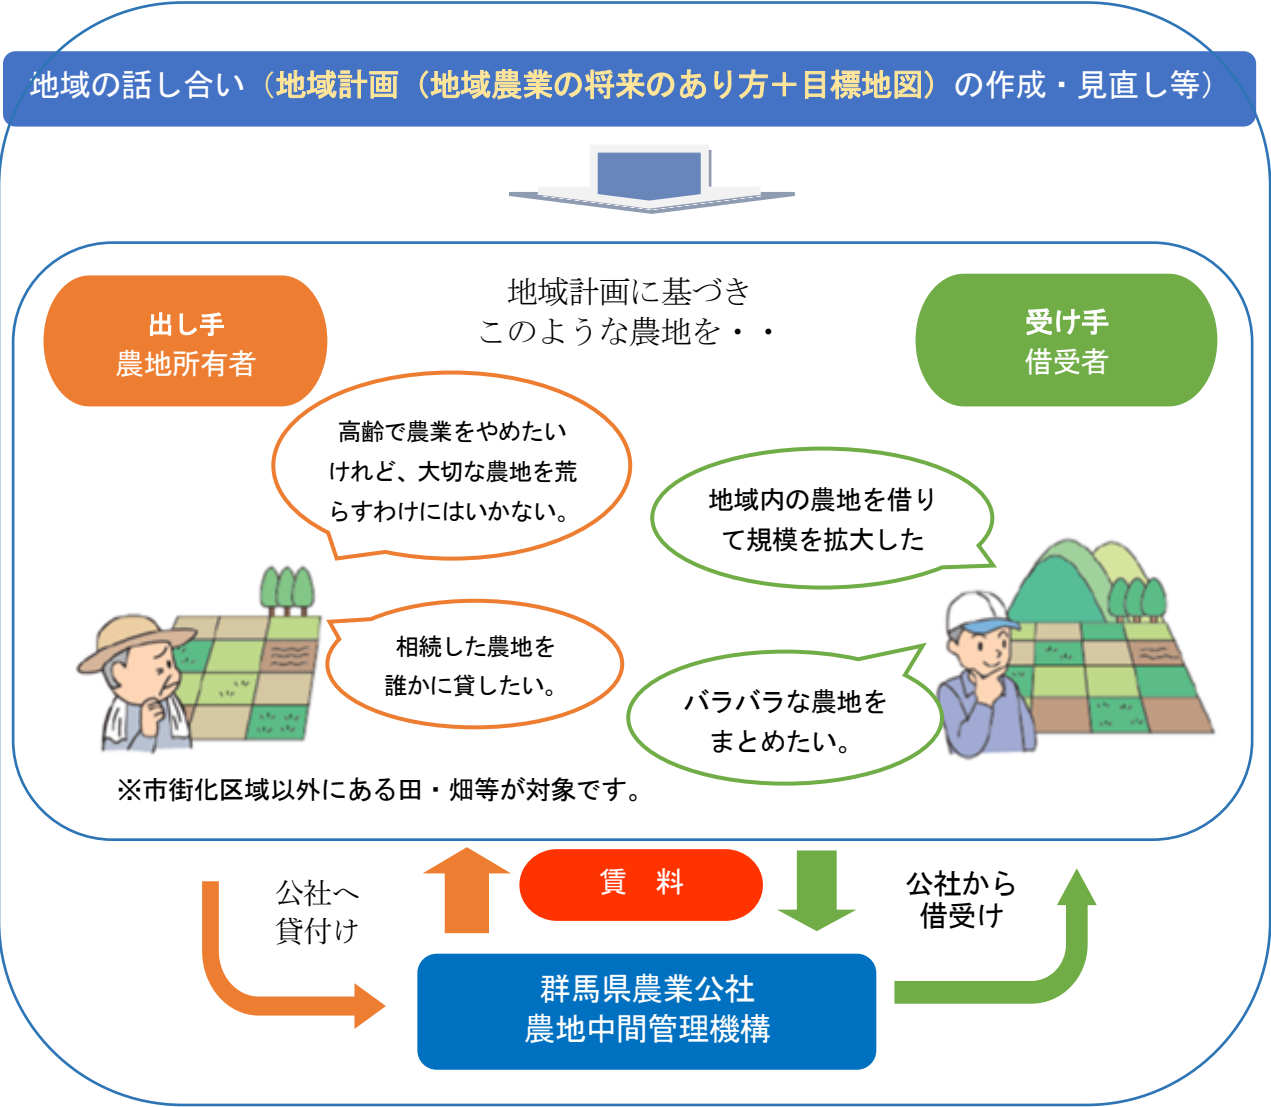 地域の話し合い（地域計画（地域農業の将来のあり方＋目標地図）の作成・見直し等）
地域計画に基づき
このような農地を・・
出し手
農地所有者
受け手
借受者
高齢で農業をやめたい
けれど、大切な農地を荒
らすわけにはいかない。
地域内の農地を借り
て規模を拡大した
相続した農地を
誰かに貸したい。
バラバラな農地を
まとめたい。
※市街化区域以外にある田・畑等が対象です。
公社へ
貸付け
賃　料
公社から
借受け
群馬県農業公社
農地中間管理機構